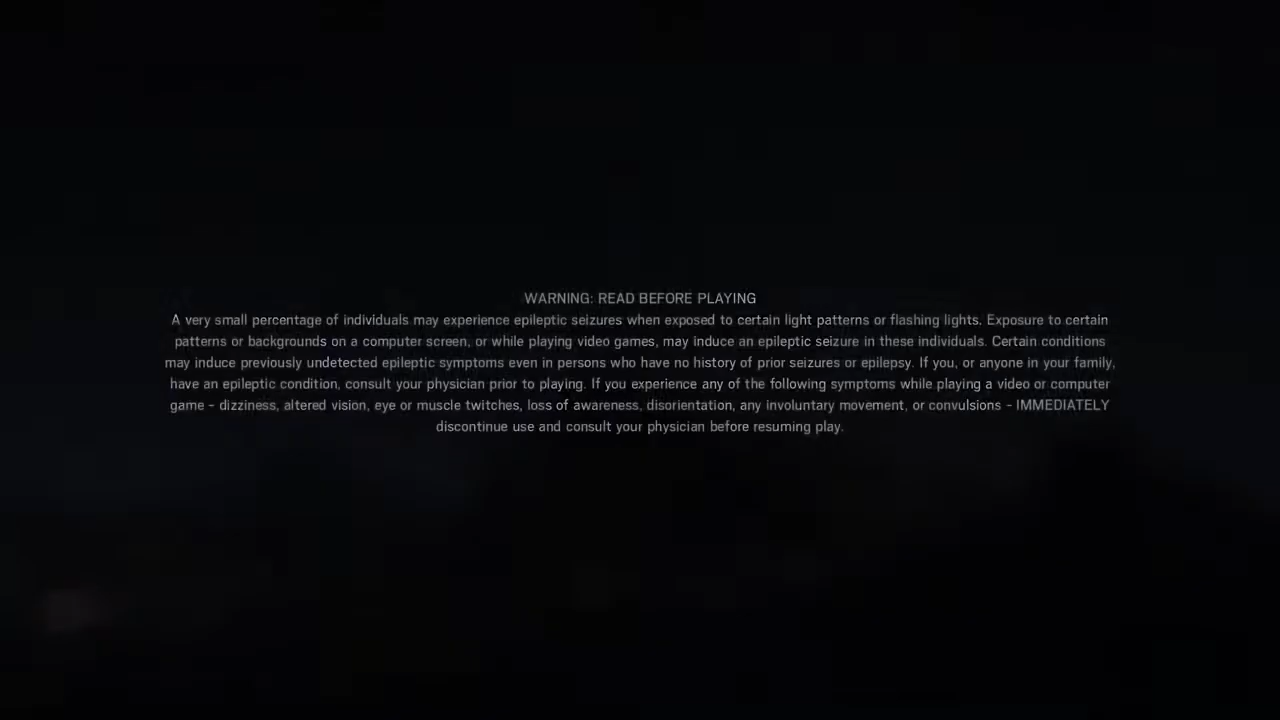 WARNING: READ BEFORE PLAYING
A very small percentage of individuals may experience epileptic seizures when exposed to certain light patterns or flashing lights. Exposure to certain
patterns or backgrounds on a computer screen, or while playing video games, may induce an epileptic seizure in these individuals. Certain conditions
may induce previously undetected epileptic symptoms even in persons who have no history of prior seizures or epilepsy. If you, or anyone in your family,
have an epileptic condition, consult your physician prior to playing. If you experience any of the following symptoms while playing a video or computer
game - dizziness, altered vision, eye or muscle twitches, loss of awareness, disorientation, any involuntary movement, or convulsions - IMMEDIATELY
discontinue use and consult your physician before resuming play.